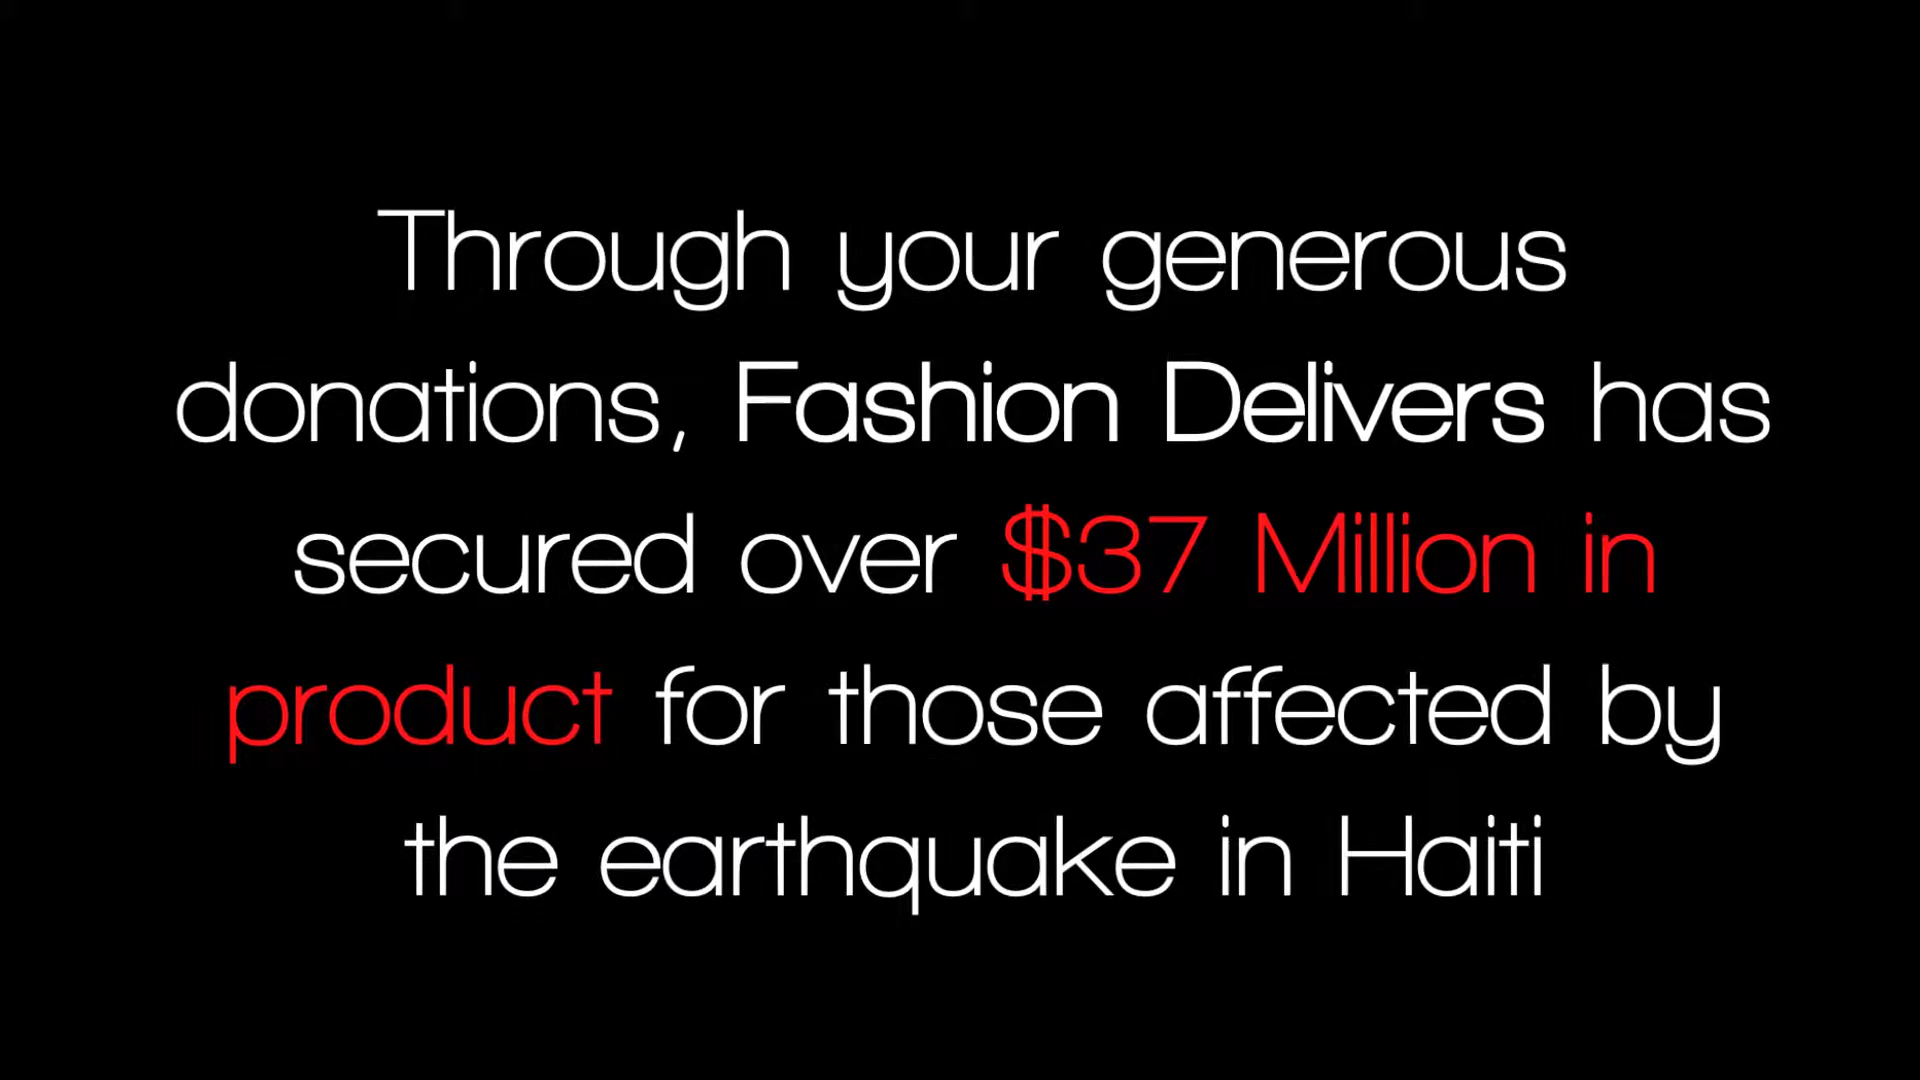 Through your generous
donations, Fashion Delivers has
secured over $37 Million in
product for those affected by
the earthquake in Haiti